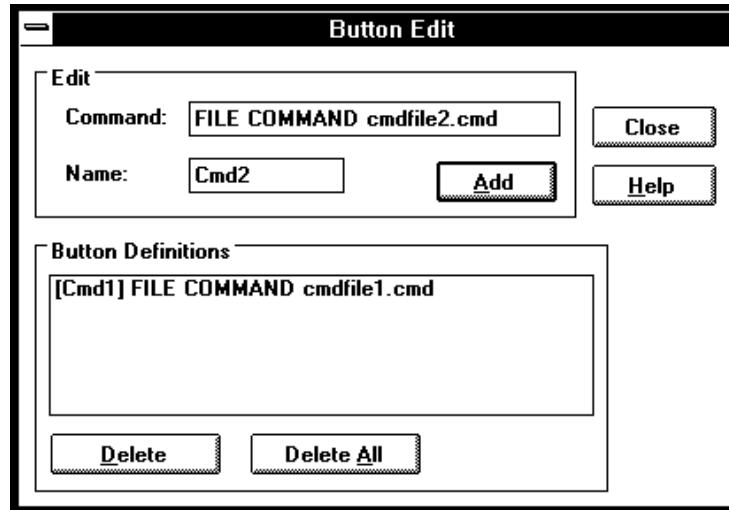 Button Edit
Edit
Command: FILE COMMAND cmdfile2.cmd
Close
Name: Cmd2 Add
Help
Button Definitions
[Cmd1] FILE COMMAND cmdfile1.cmd
Delete Delete All